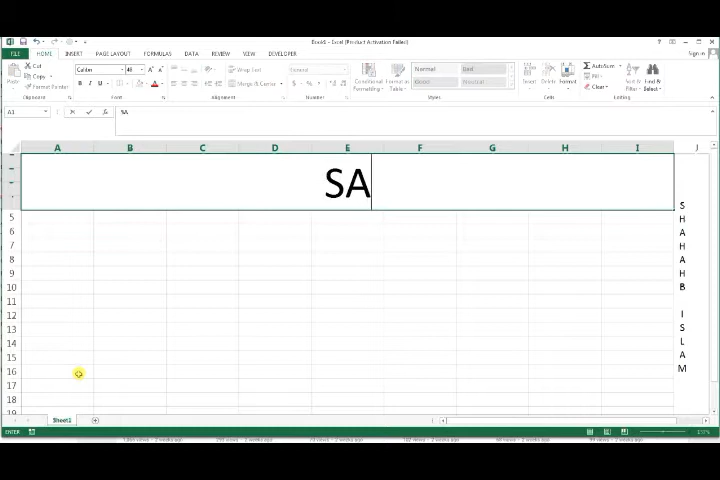 Book1 - Excel (Product Activation Failed)
FILE HOME INSERT PAGE LAYOUT FORMULAS DATA REVIEW VIEW DEVELOPER Sign in
Cut
Copy
Format Painter
Paste
Clipboard
Calibri 48
B I U
Font
Wrap Text
Merge & Center
Alignment
General
Number
Conditional Formatting
Format as Table
Normal Bad
Good Neutral
Styles
Insert Delete Format
Cells
AutoSum
Fill
Clear
Sort & Filter
Find & Select
Editing
A1 SA
A B C D E F G H I J
SA
5
6
7
8
9
10
11
12
13
14
15
16
17
18
19
S
H
A
H
A
H
B
I
S
L
A
M
Sheet1
ENTER